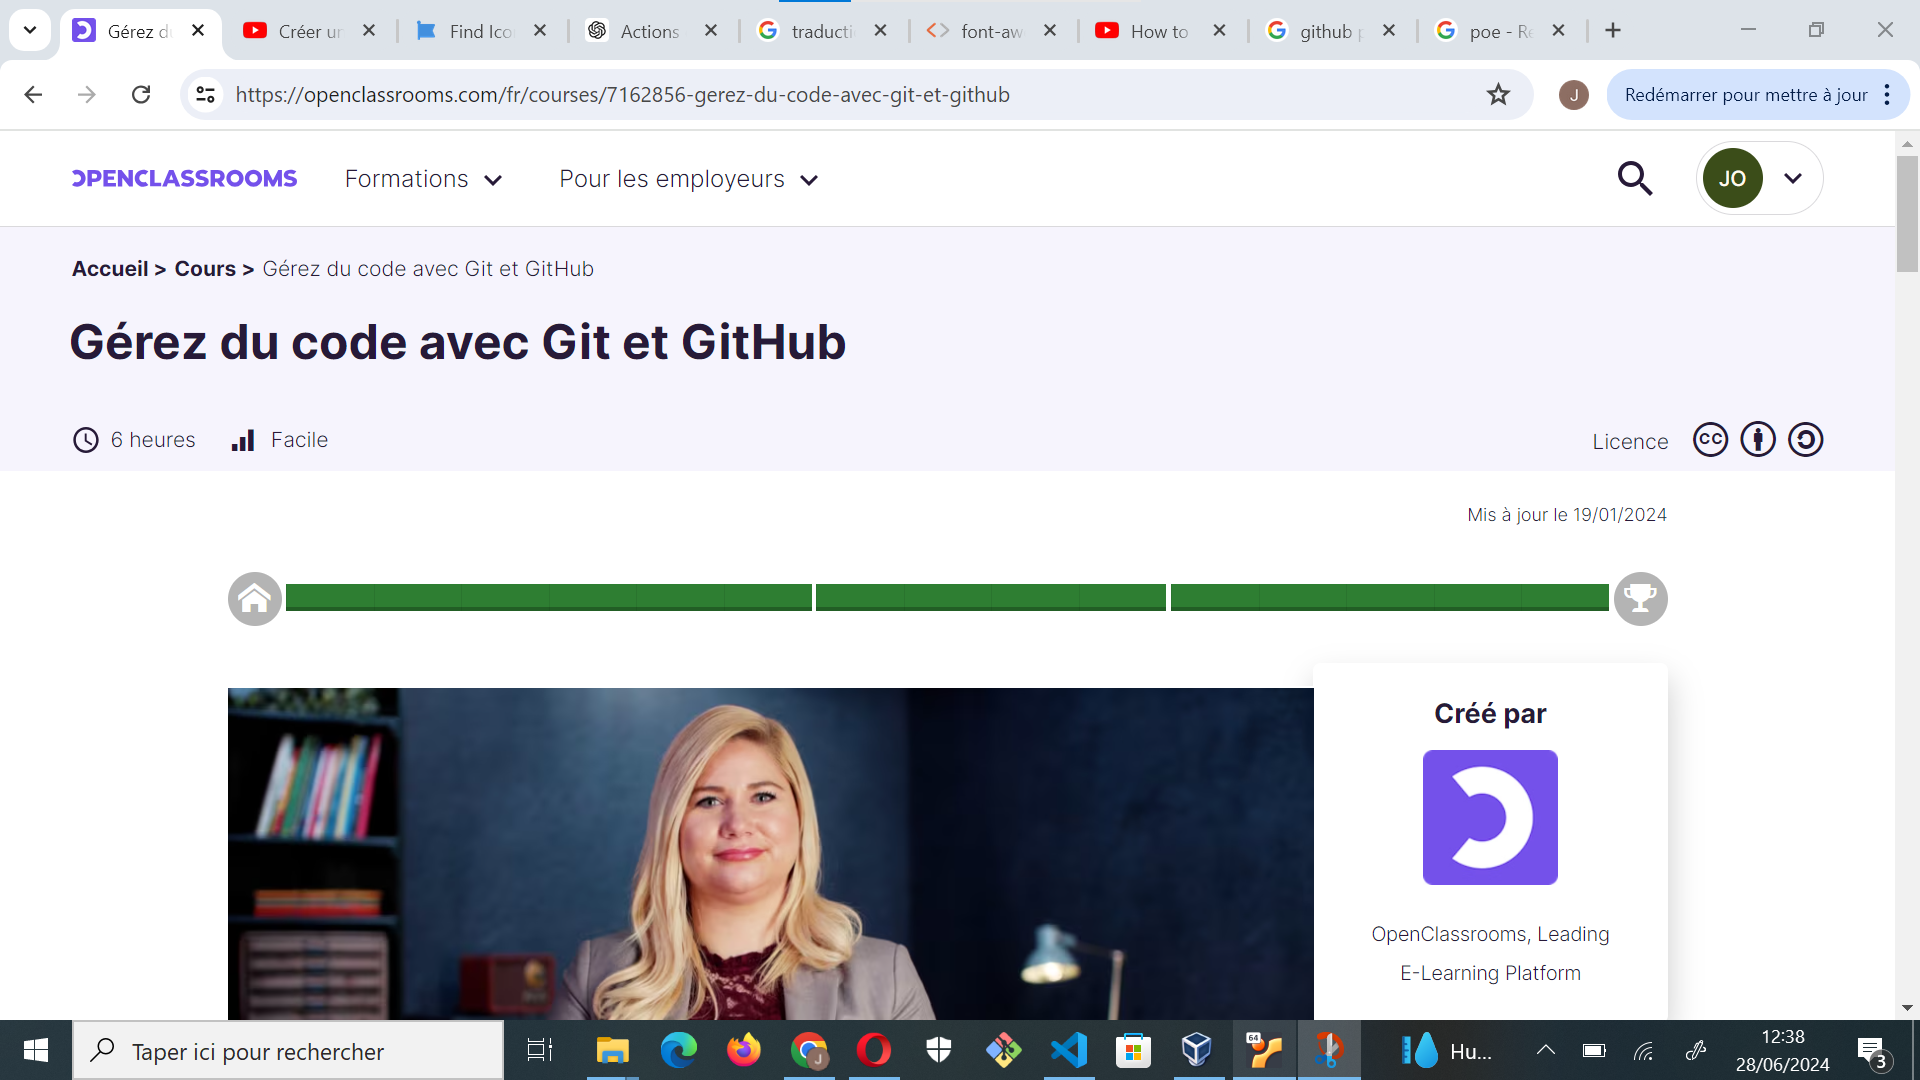 Gérez d
Créer un
Find Ico
Actions
traducti
font-aw
How to
github p
poe - Re
https://openclassrooms.com/fr/courses/7162856-gerez-du-code-avec-git-et-github
J
Redémarrer pour mettre à jour
OPENCLASSROOMS
Formations
Pour les employeurs
JO
Accueil > Cours > Gérez du code avec Git et GitHub
Gérez du code avec Git et GitHub
6 heures
Facile
Licence
CC
Mis à jour le 19/01/2024
Créé par
OpenClassrooms, Leading
E-Learning Platform
Taper ici pour rechercher
J
64
Hu...
12:38
28/06/2024
3